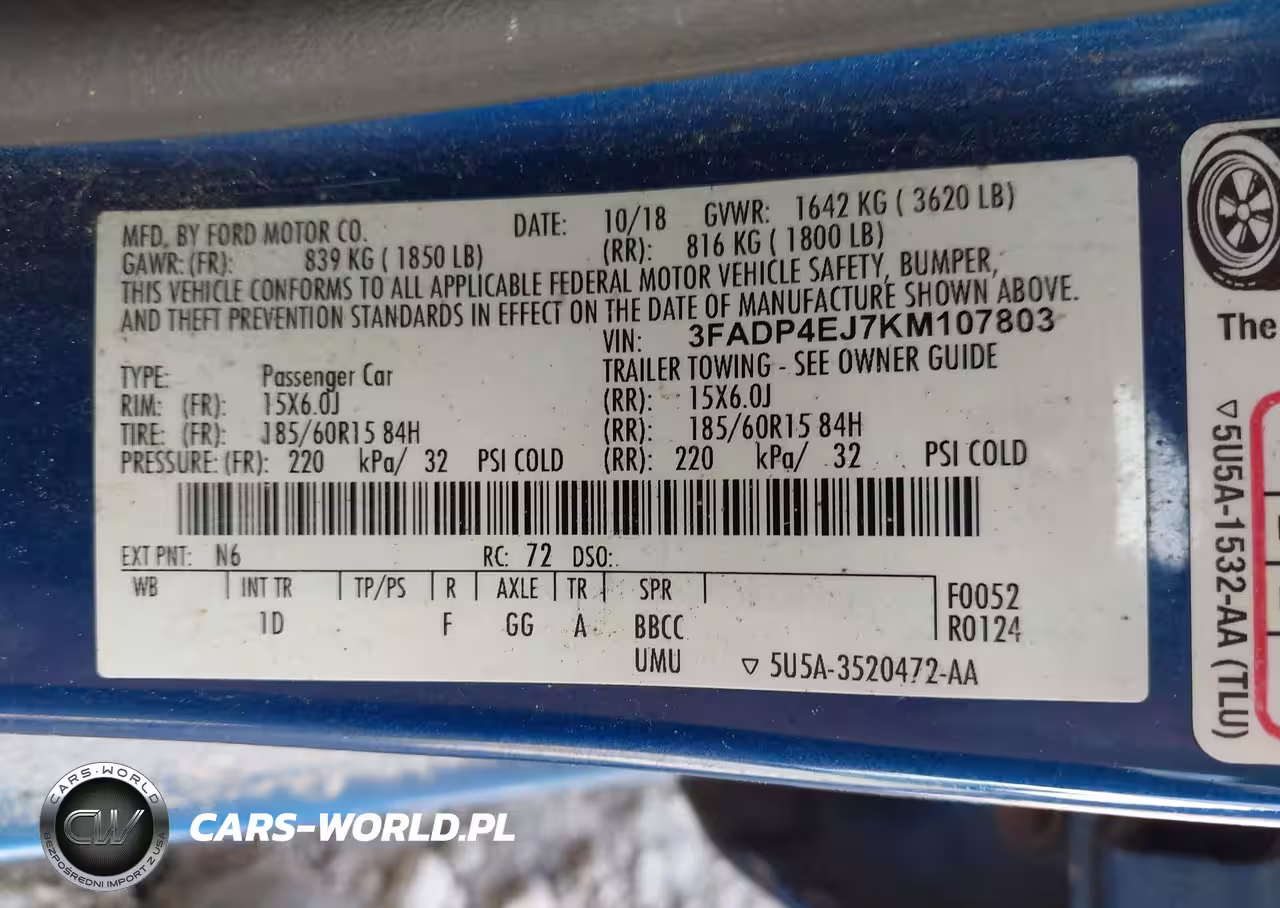 MFD. BY FORD MOTOR CO. DATE: 10/18 GVWR: 1642 KG ( 3620 LB)
GAWR: (FR): 839 KG ( 1850 LB) (RR): 816 KG ( 1800 LB)
THIS VEHICLE CONFORMS TO ALL APPLICABLE FEDERAL MOTOR VEHICLE SAFETY, BUMPER,
AND THEFT PREVENTION STANDARDS IN EFFECT ON THE DATE OF MANUFACTURE SHOWN ABOVE.
VIN: 3FADP4EJ7KM107803
TYPE: Passenger Car TRAILER TOWING - SEE OWNER GUIDE
RIM: (FR): 15X6.0J (RR): 15X6.0J
TIRE: (FR): 185/60R15 84H (RR): 185/60R15 84H
PRESSURE: (FR): 220 kPa/ 32 PSI COLD (RR): 220 kPa/ 32 PSI COLD
EXT PNT: N6 RC: 72 DSO:
WB INT TR TP/PS R AXLE TR SPR F0052
1D F GG A BBCC R0124
UMU ▽ 5U5A-3520472-AA
The
▽5U5A-1532-AA (TLU)
CARS-WORLD
CW
BEZPOŚREDNI IMPORT Z USA
CARS-WORLD.PL